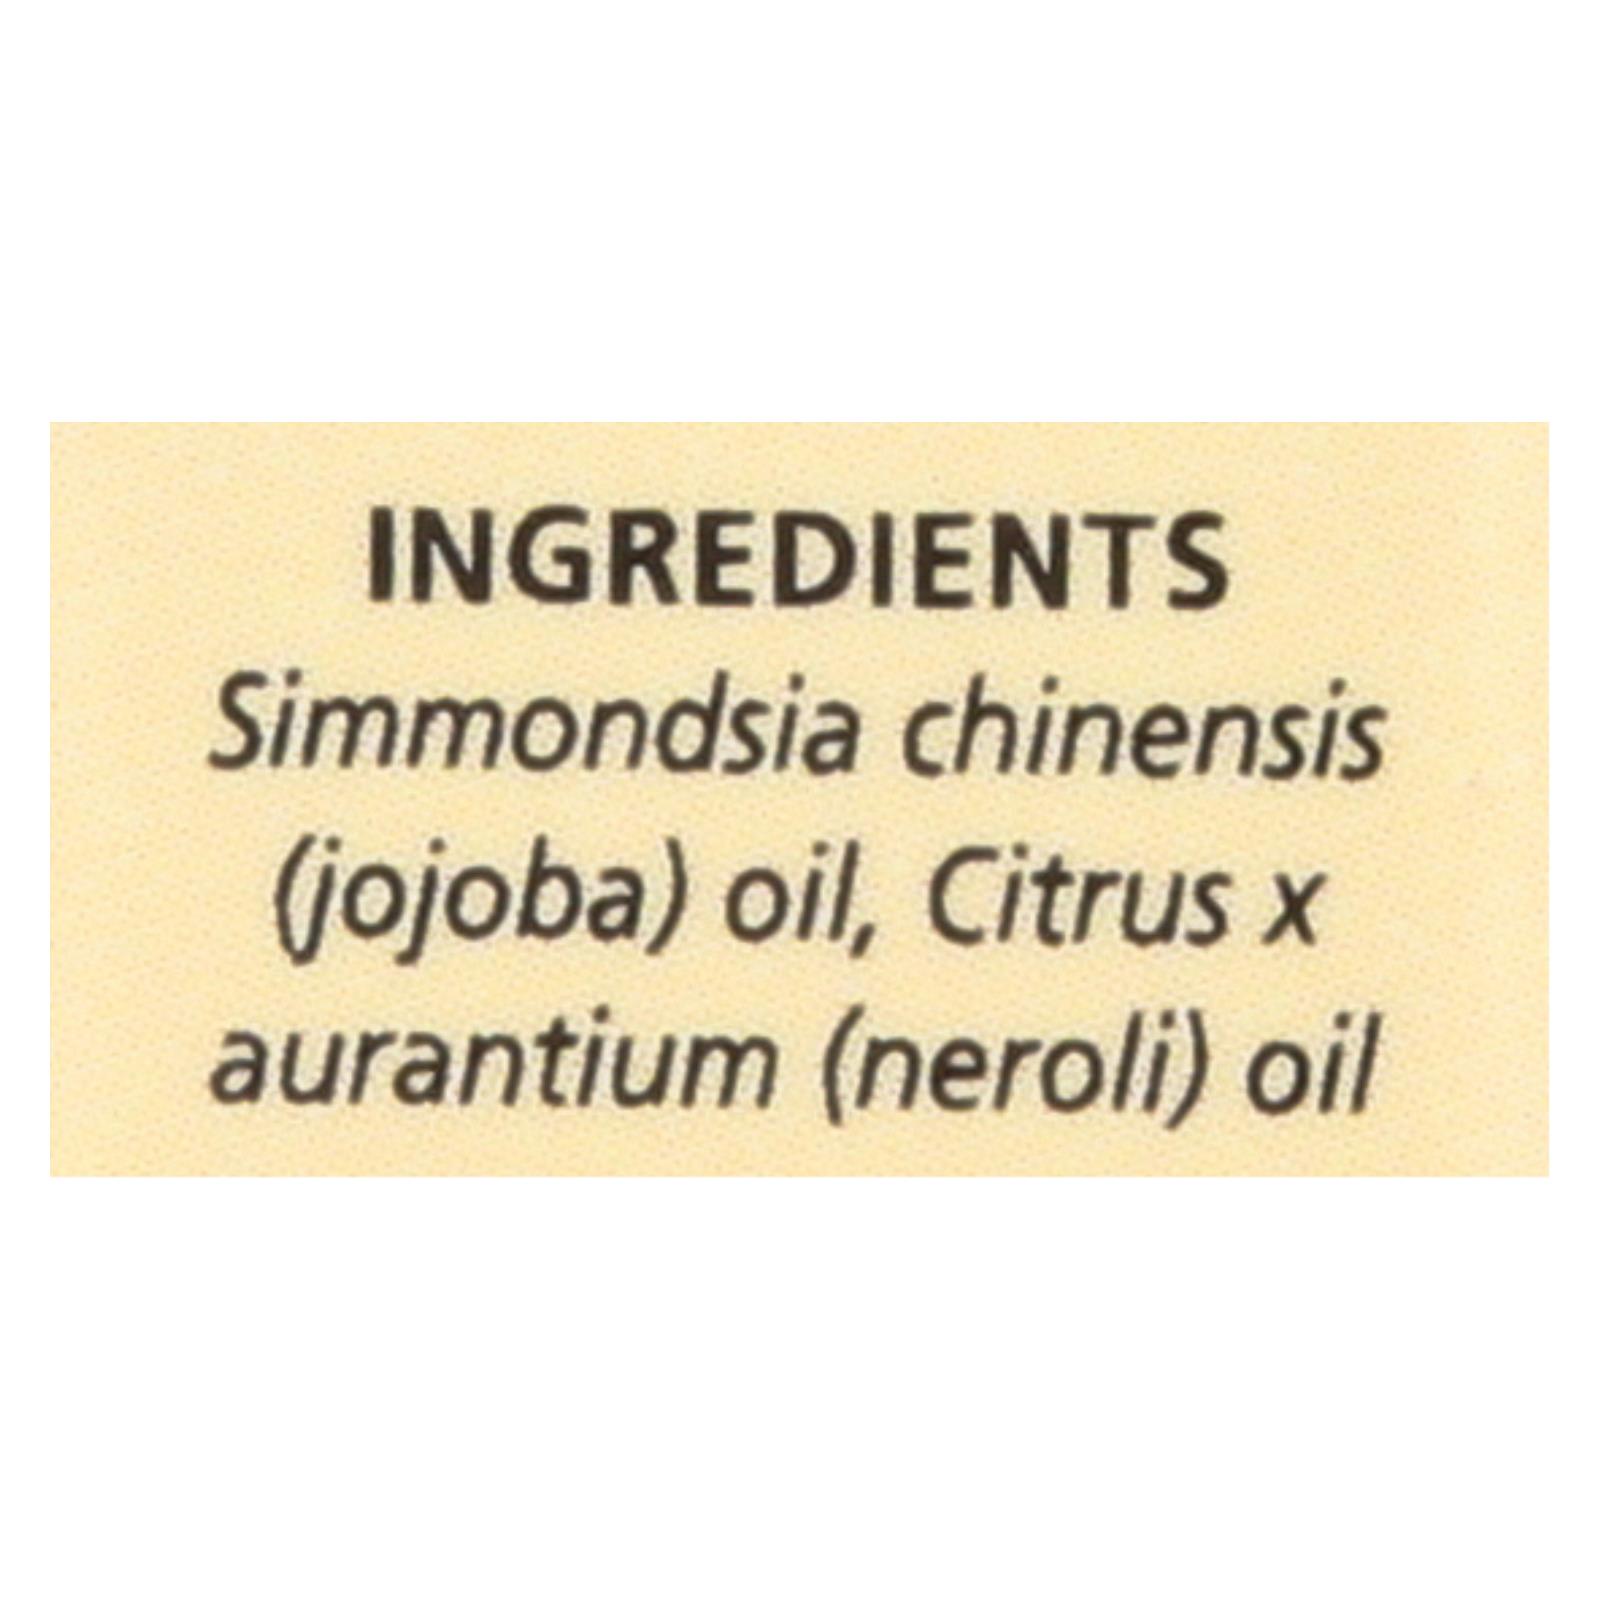 INGREDIENTS
Simmondsia chinensis
(jojoba) oil, Citrus x
aurantium (neroli) oil